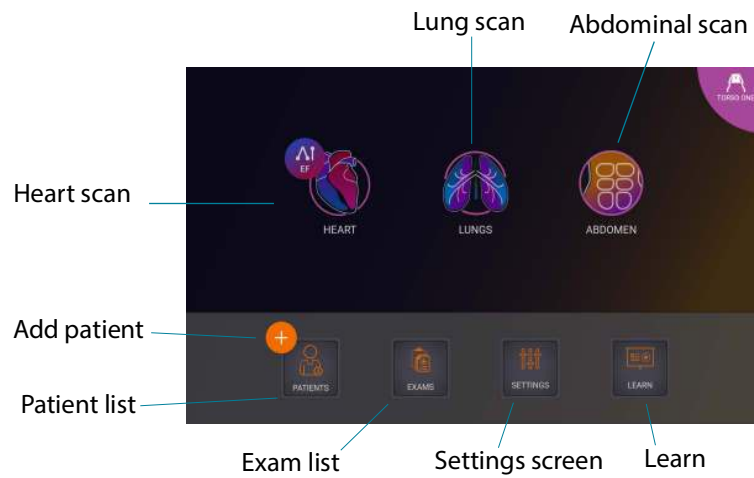 Lung scan
Abdominal scan
TORSO ONE
AI
EF
Heart scan
HEART
LUNGS
ABDOMEN
Add patient
PATIENTS
EXAMS
SETTINGS
LEARN
Patient list
Exam list
Settings screen
Learn